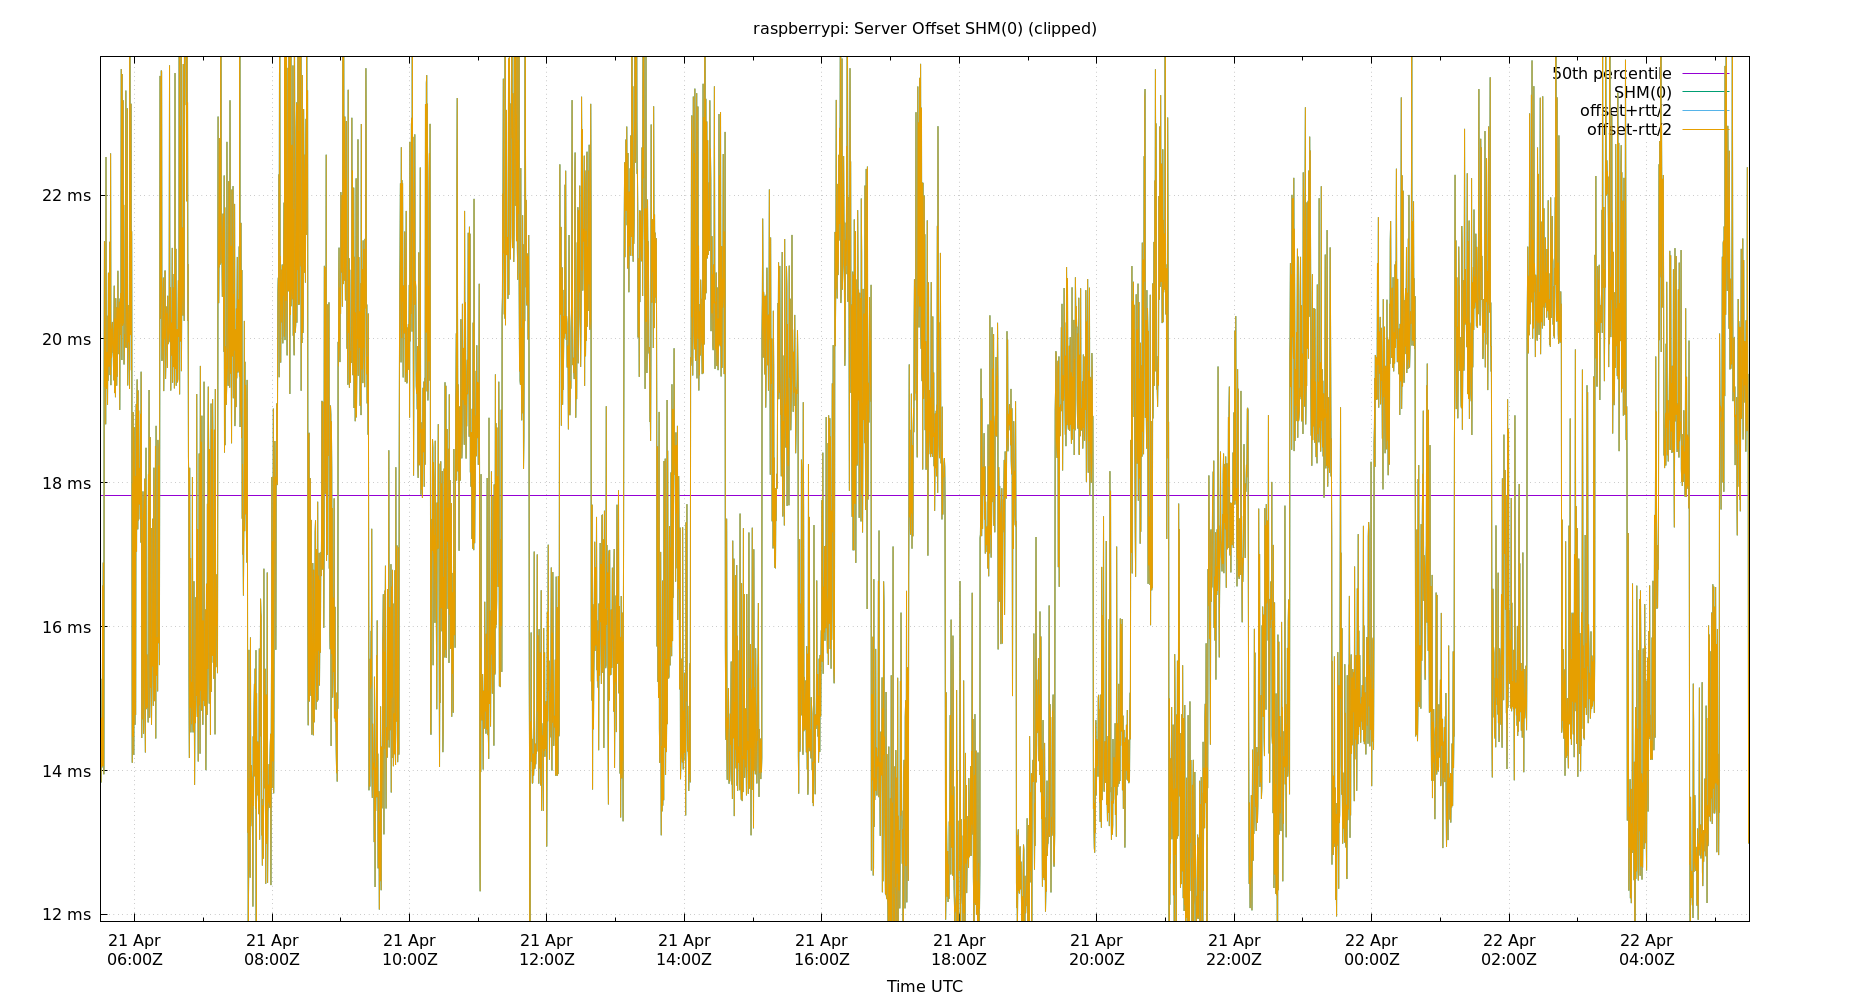 raspberrypi: Server Offset SHM(0) (clipped)
50th percentile
SHM(0)
offset+rtt/2
offset-rtt/2
22 ms
20 ms
18 ms
16 ms
14 ms
12 ms
21 Apr 21 Apr 21 Apr 21 Apr 21 Apr 21 Apr 21 Apr 21 Apr 21 Apr 22 Apr 22 Apr 22 Apr
06:00Z 08:00Z 10:00Z 12:00Z 14:00Z 16:00Z 18:00Z 20:00Z 22:00Z 00:00Z 02:00Z 04:00Z
Time UTC